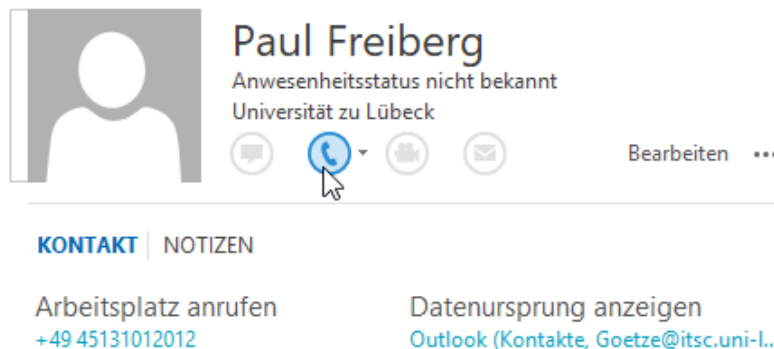 Paul Freiberg
Anwesenheitsstatus nicht bekannt
Universität zu Lübeck
Bearbeiten ...
KONTAKT NOTIZEN
Arbeitsplatz anrufen
+49 45131012012
Datenursprung anzeigen
Outlook (Kontakte, Goetze@itsc.uni-l...